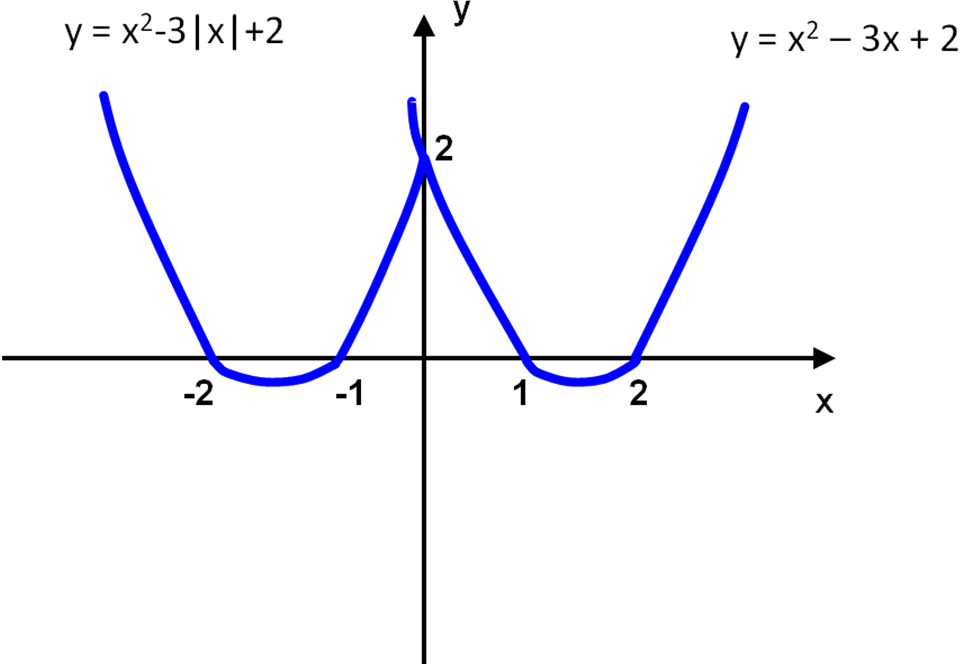 y
y = x²-3|x|+2
y = x² – 3x + 2
2
-2 -1 1 2
x